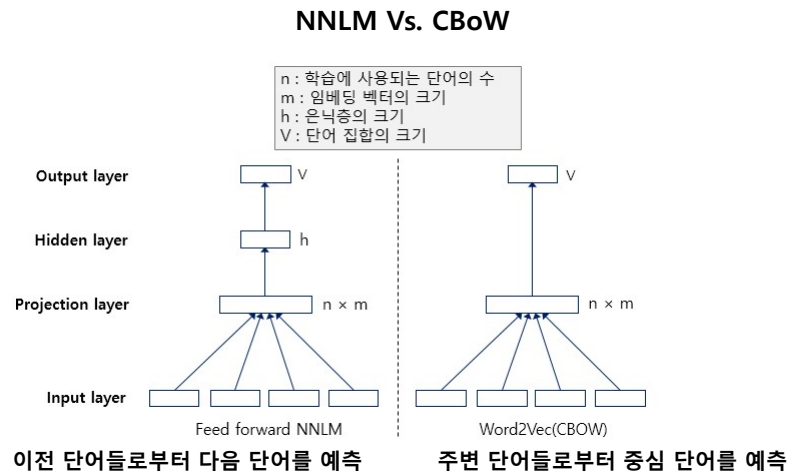 NNLM Vs. CBoW
n : 학습에 사용되는 단어의 수
m : 임베딩 벡터의 크기
h : 은닉층의 크기
V : 단어 집합의 크기
Output layer
V
V
Hidden layer
h
Projection layer
n × m
n × m
Input layer
Feed forward NNLM
Word2Vec(CBOW)
이전 단어들로부터 다음 단어를 예측
주변 단어들로부터 중심 단어를 예측